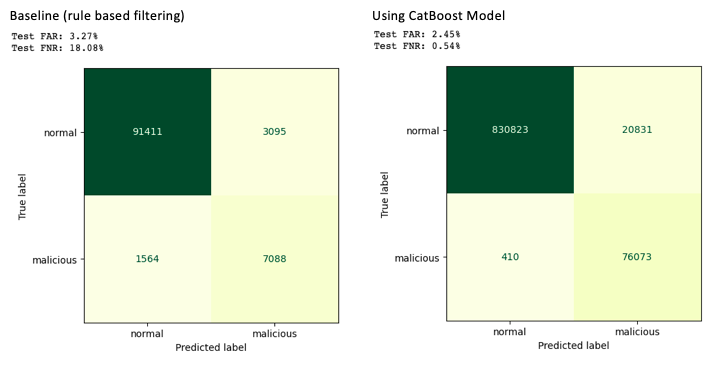 Baseline (rule based filtering)
Test FAR: 3.27%
Test FNR: 18.08%
True label
normal
91411
3095
malicious
1564
7088
normal
malicious
Predicted label
Using CatBoost Model
Test FAR: 2.45%
Test FNR: 0.54%
True label
normal
830823
20831
malicious
410
76073
normal
malicious
Predicted label